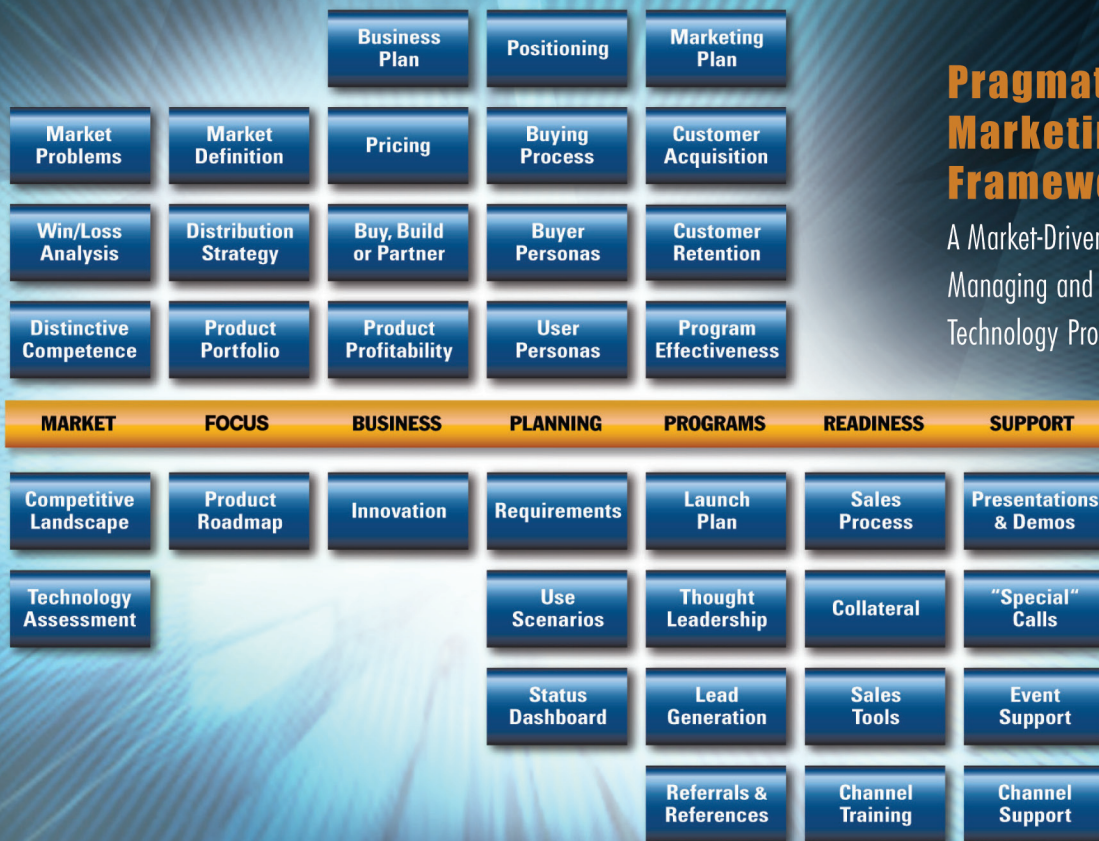 Business
Plan
Positioning
Marketing
Plan
Pragmat
Marketi
Framew
A Market-Driven
Managing and
Technology Pro
Market
Problems
Market
Definition
Pricing
Buying
Process
Customer
Acquisition
Win/Loss
Analysis
Distribution
Strategy
Buy, Build
or Partner
Buyer
Personas
Customer
Retention
Distinctive
Competence
Product
Portfolio
Product
Profitability
User
Personas
Program
Effectiveness
MARKET
FOCUS
BUSINESS
PLANNING
PROGRAMS
READINESS
SUPPORT
Competitive
Landscape
Product
Roadmap
Innovation
Requirements
Launch
Plan
Sales
Process
Presentations
& Demos
Technology
Assessment
Use
Scenarios
Thought
Leadership
Collateral
"Special"
Calls
Status
Dashboard
Lead
Generation
Sales
Tools
Event
Support
Referrals &
References
Channel
Training
Channel
Support